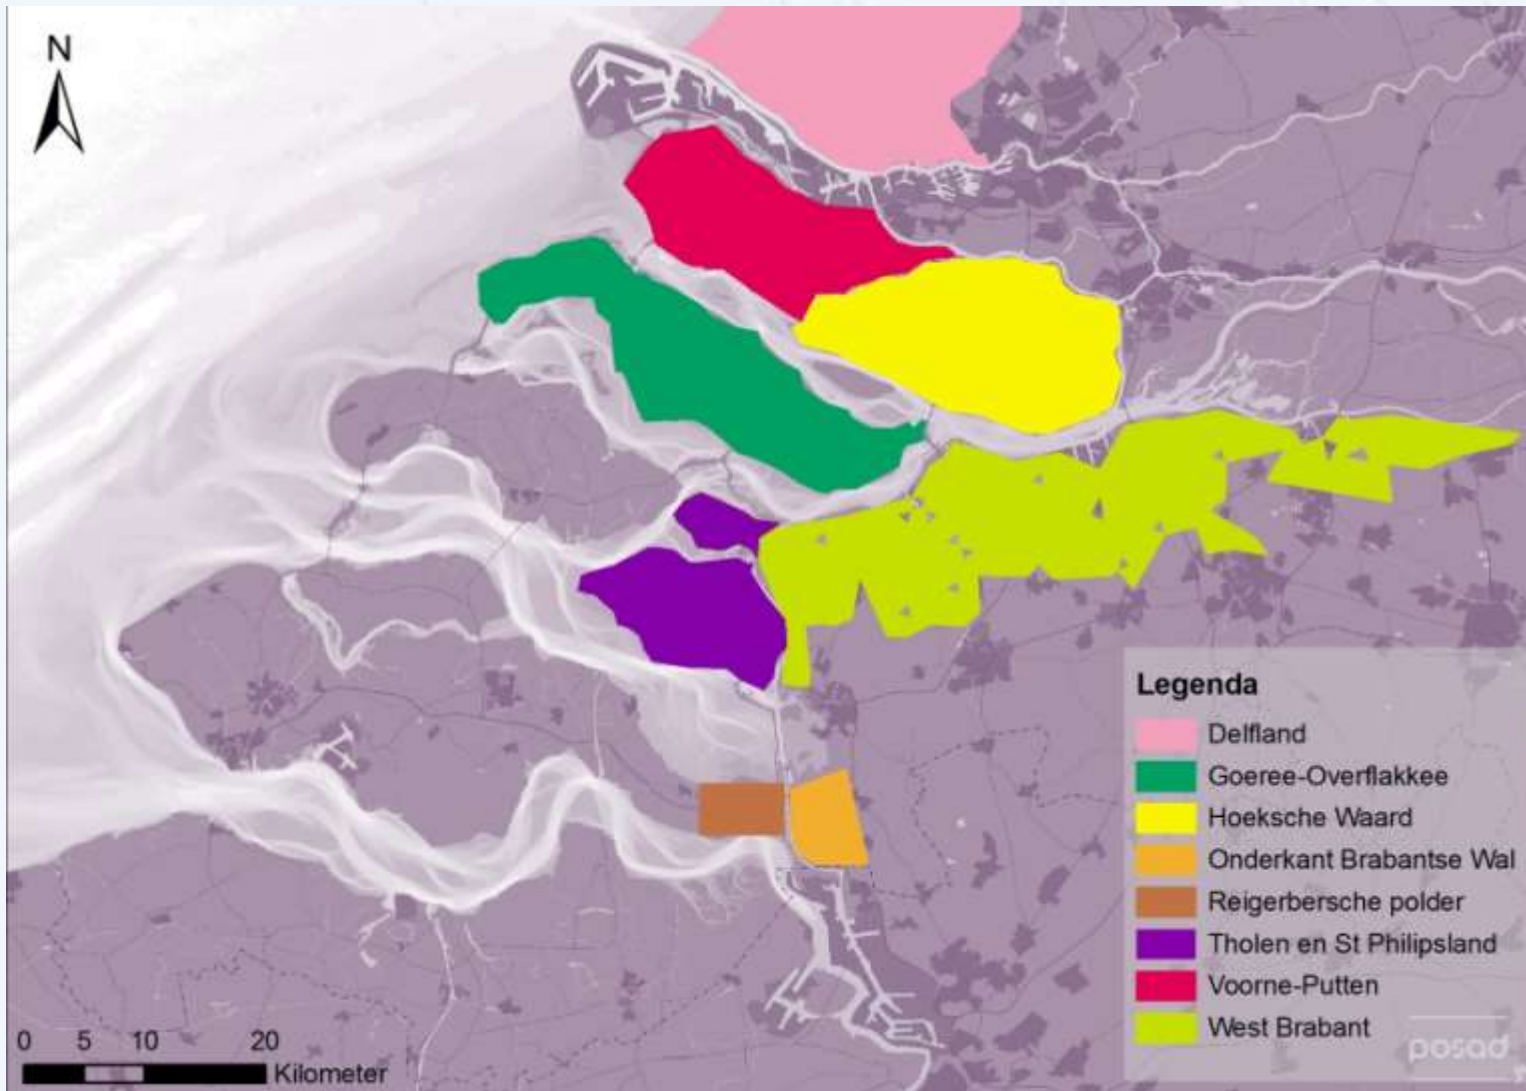 N
Legenda
Delfland
Goeree-Overflakkee
Hoeksche Waard
Onderkant Brabantse Wal
Reigerbersche polder
Tholen en St Philipsland
Voorne-Putten
West Brabant
posad
0 5 10 20
Kilometer